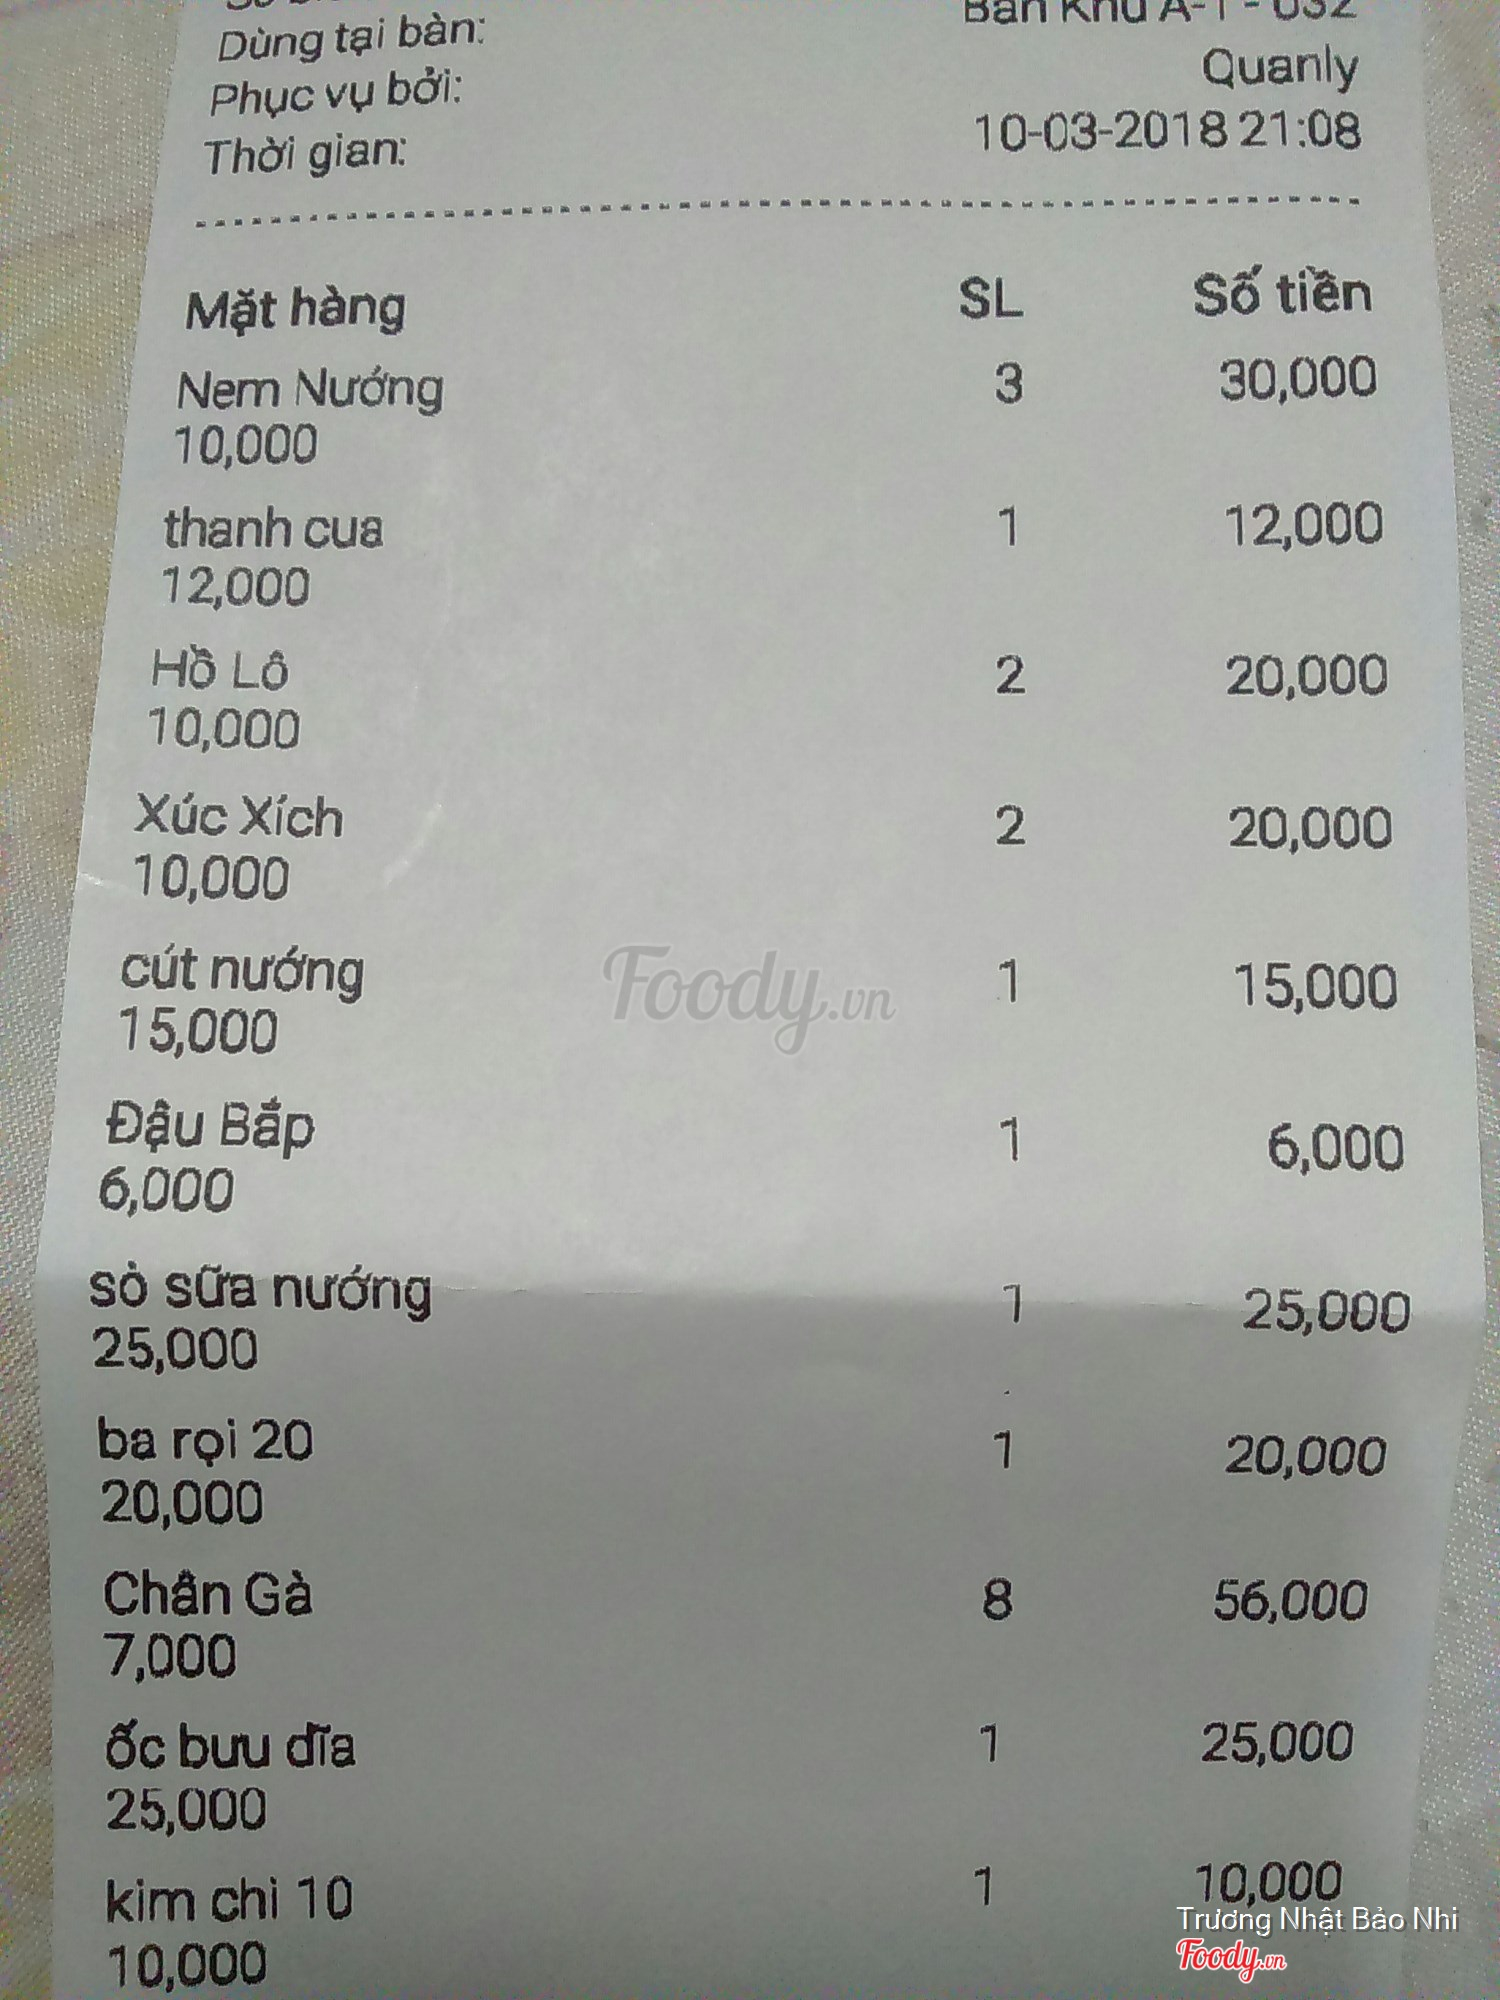 Dùng tại bàn: Bàn Khu A-1 - 032
Phục vụ bởi: Quanly
Thời gian: 10-03-2018 21:08
Mặt hàng SL Số tiền
Nem Nướng 3 30,000
10,000
thanh cua 1 12,000
12,000
Hồ Lô 2 20,000
10,000
Xúc Xích 2 20,000
10,000
cút nướng 1 15,000
15,000
Foody.vn
Đậu Bắp 1 6,000
6,000
sò sữa nướng 1 25,000
25,000
ba rọi 20 1 20,000
20,000
Chân Gà 8 56,000
7,000
ốc bưu dĩa 1 25,000
25,000
kim chi 10 1 10,000
10,000
Trương Nhật Bảo Nhi
Foody.vn